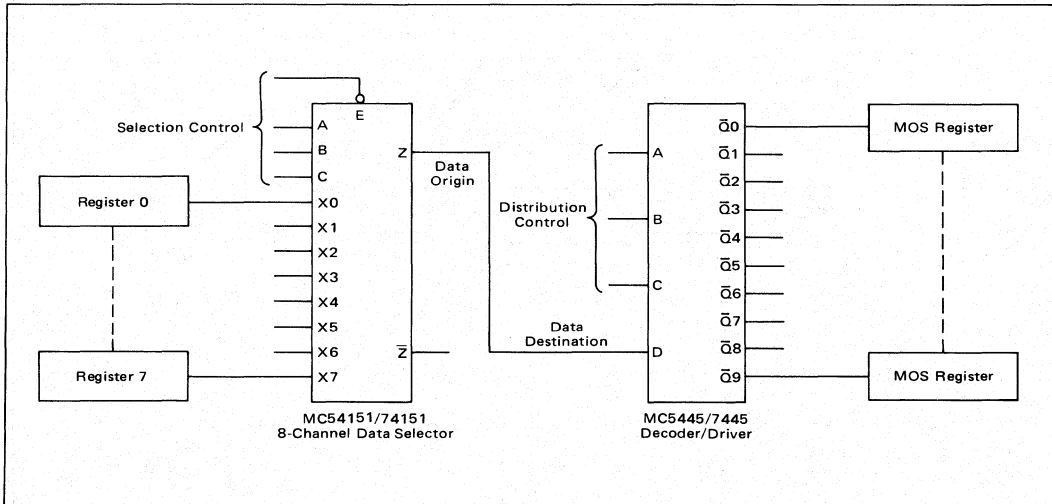 Selection Control
E
A
B
C
Z
Register 0
X0
X1
X2
X3
X4
X5
X6
Z̅
Register 7
X7
MC54151/74151
8-Channel Data Selector
Data
Origin
Distribution
Control
Data
Destination
A
B
C
D
Q̅0
Q̅1
Q̅2
Q̅3
Q̅4
Q̅5
Q̅6
Q̅7
Q̅8
Q̅9
MC5445/7445
Decoder/Driver
MOS Register
MOS Register